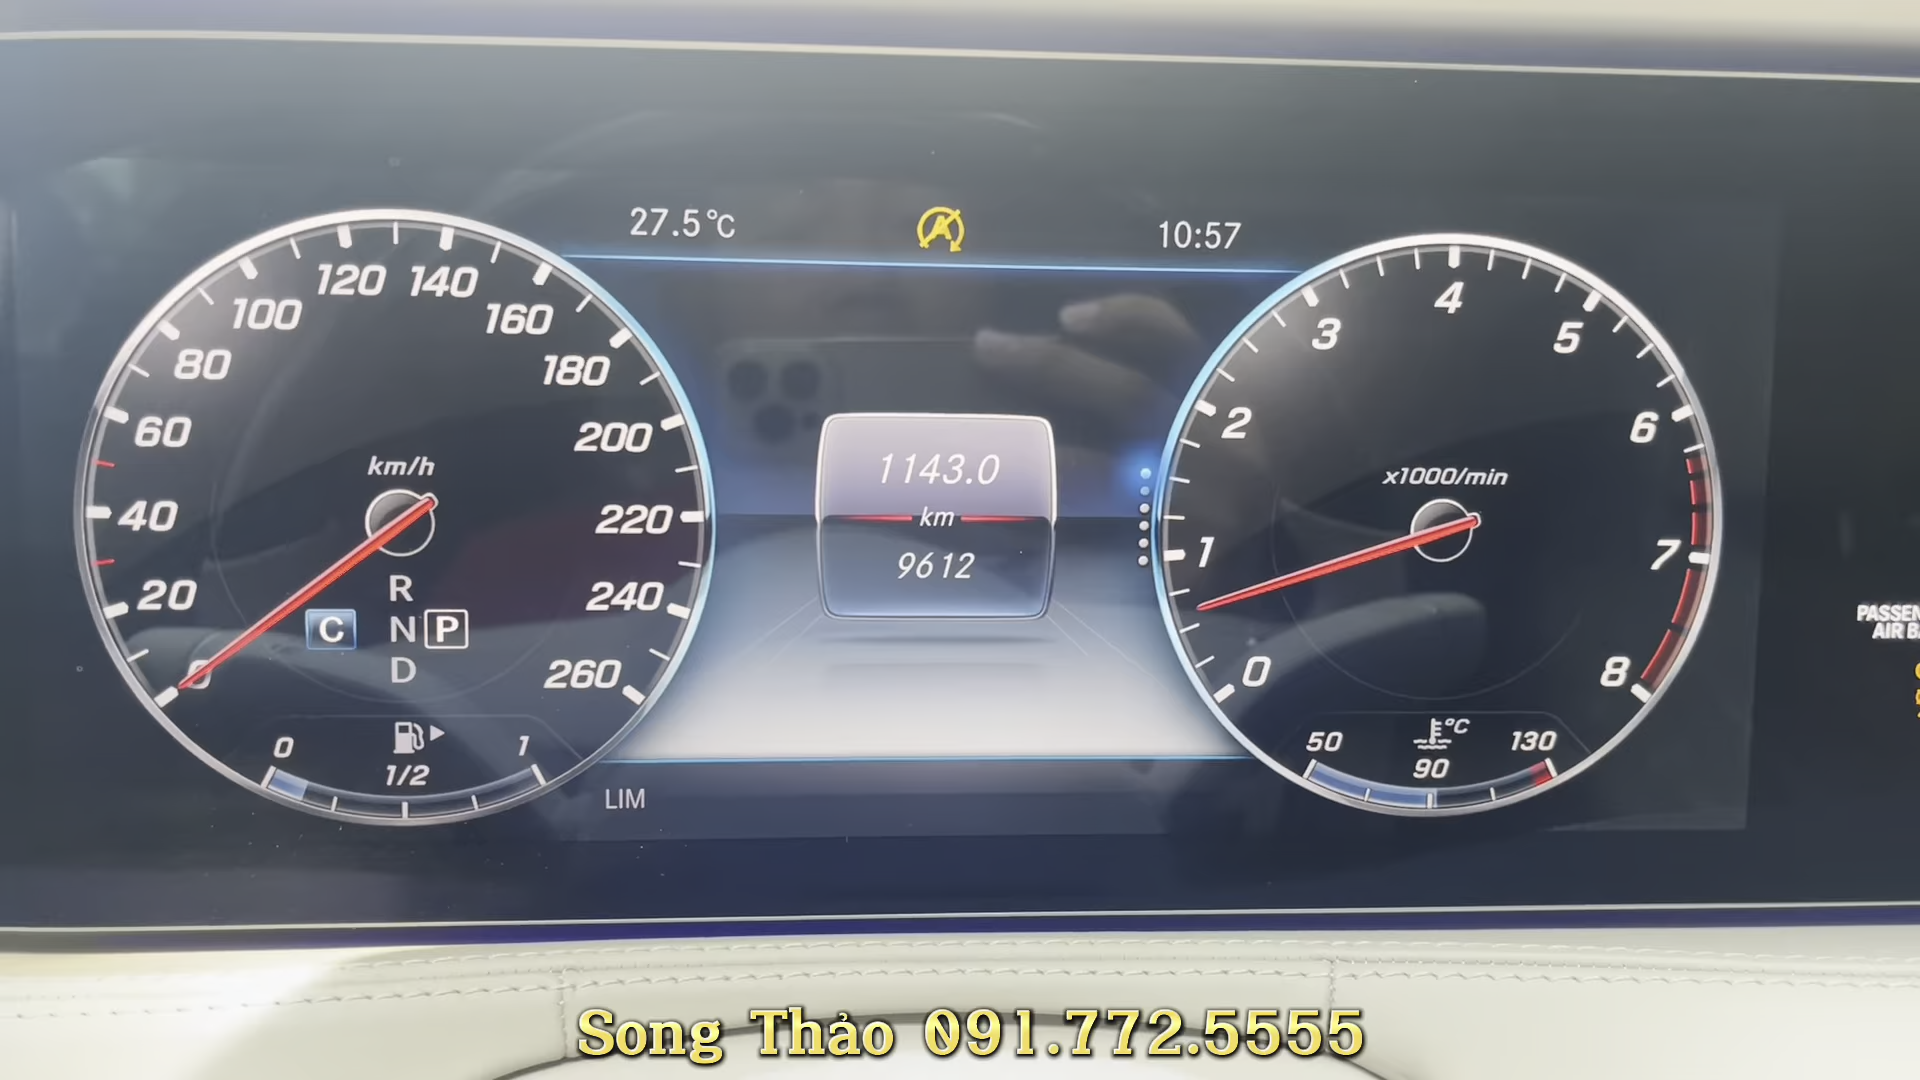 27.5°C
10:57
km/h
0
20
40
60
80
100
120
140
160
180
200
220
240
260
R
C
N
P
D
0
1/2
1
LIM
1143.0
km
9612
x1000/min
0
1
2
3
4
5
6
7
8
50
°C
90
130
PASSEN
AIR B
Song Thảo 091.772.5555